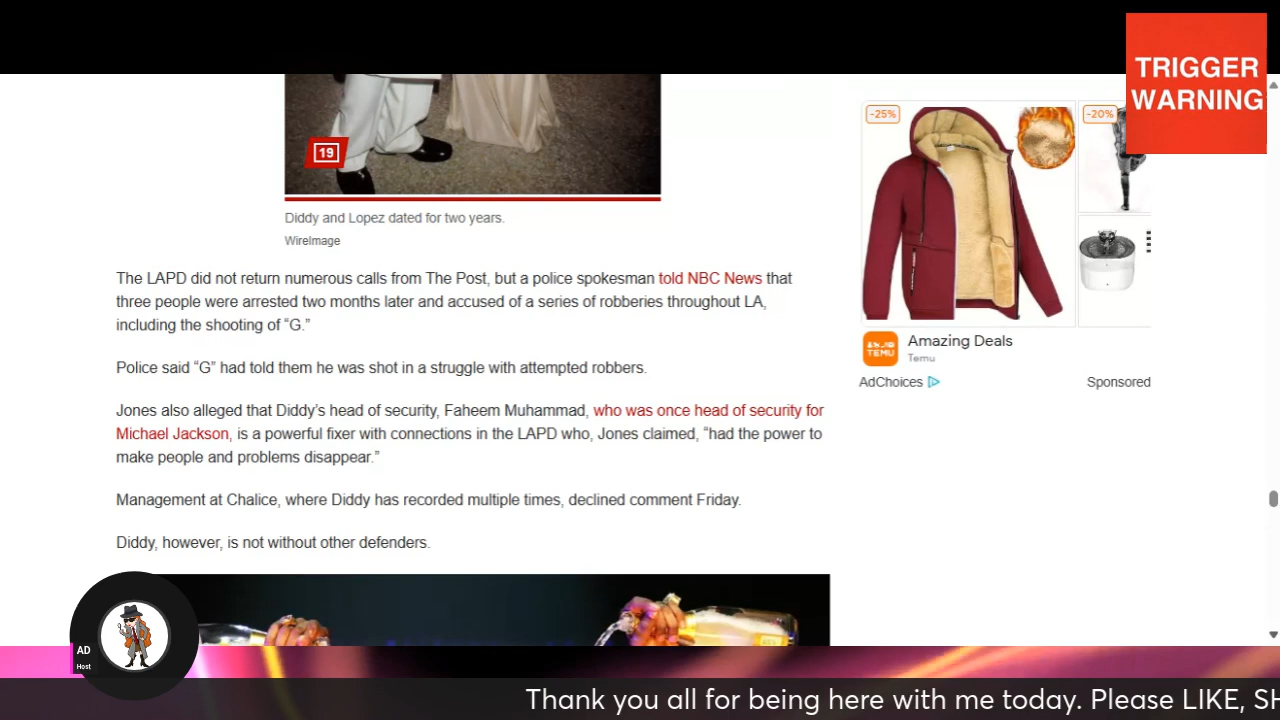 TRIGGER
WARNING
-25%
-20%
19
Diddy and Lopez dated for two years.
WireImage
The LAPD did not return numerous calls from The Post, but a police spokesman told NBC News that
three people were arrested two months later and accused of a series of robberies throughout LA,
including the shooting of “G.”
Police said “G” had told them he was shot in a struggle with attempted robbers.
Jones also alleged that Diddy’s head of security, Faheem Muhammad, who was once head of security for
Michael Jackson, is a powerful fixer with connections in the LAPD who, Jones claimed, “had the power to
make people and problems disappear.”
Management at Chalice, where Diddy has recorded multiple times, declined comment Friday.
Diddy, however, is not without other defenders.
TEMU
Amazing Deals
Temu
AdChoices
Sponsored
AD
Host
Thank you all for being here with me today. Please LIKE, SH